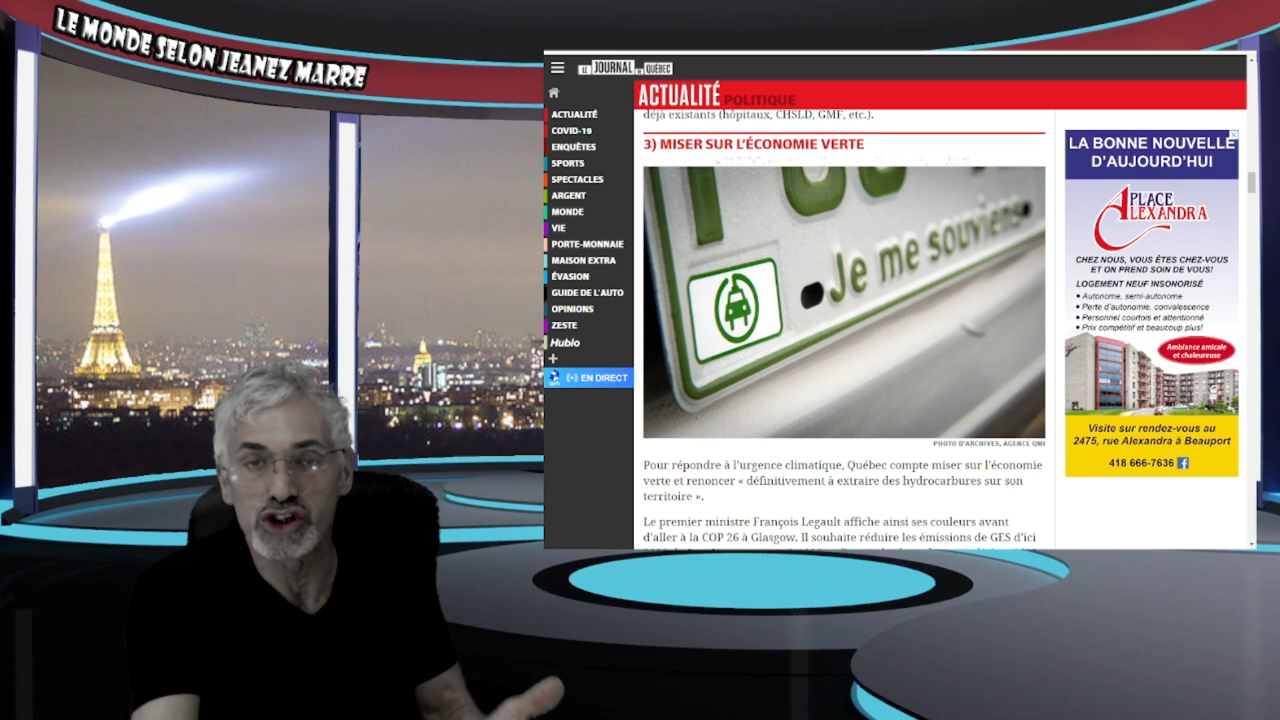 LE MONDE SELON JEANEZ MARRE
LE JOURNAL DE QUÉBEC
ACTUALITÉ POLITIQUE
ACTUALITÉ
COVID-19
ENQUÊTES
SPORTS
SPECTACLES
ARGENT
MONDE
VIE
PORTE-MONNAIE
MAISON EXTRA
ÉVASION
GUIDE DE L'AUTO
OPINIONS
ZESTE
Hublo
+
EN DIRECT
déjà existants (hôpitaux, CHSLD, GMF, etc.).
3) MISER SUR L'ÉCONOMIE VERTE
Je me souviens
PHOTO D'ARCHIVES, AGENCE QMI
Pour répondre à l'urgence climatique, Québec compte miser sur l'économie
verte et renoncer « définitivement à extraire des hydrocarbures sur son
territoire ».
Le premier ministre François Legault affiche ainsi ses couleurs avant
d'aller à la COP 26 à Glasgow. Il souhaite réduire les émissions de GES d'ici
LA BONNE NOUVELLE
D'AUJOURD'HUI
PLACE
ALEXANDRA
CHEZ NOUS, VOUS ÊTES CHEZ-VOUS
ET ON PREND SOIN DE VOUS!
LOGEMENT NEUF INSONORISÉ
• Autonome, semi-autonome
• Perte d'autonomie, convalescence
• Personnel courtois et attentionné
• Prix compétitif et beaucoup plus!
Ambiance amicale
et chaleureuse
Visite sur rendez-vous au
2475, rue Alexandra à Beauport
418 666-7636